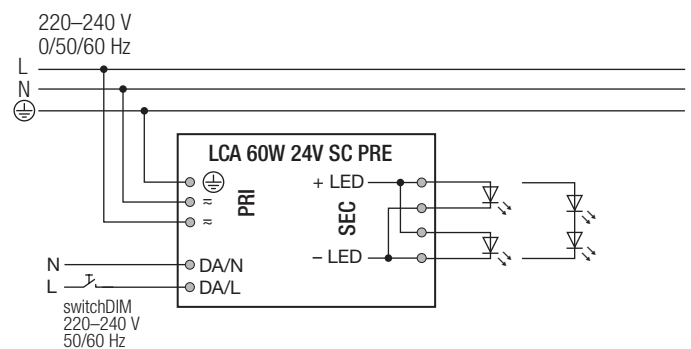 220–240 V
0/50/60 Hz
L
N
LCA 60W 24V SC PRE
PRI
+ LED
SEC
– LED
N
DA/N
L
DA/L
switchDIM
220–240 V
50/60 Hz